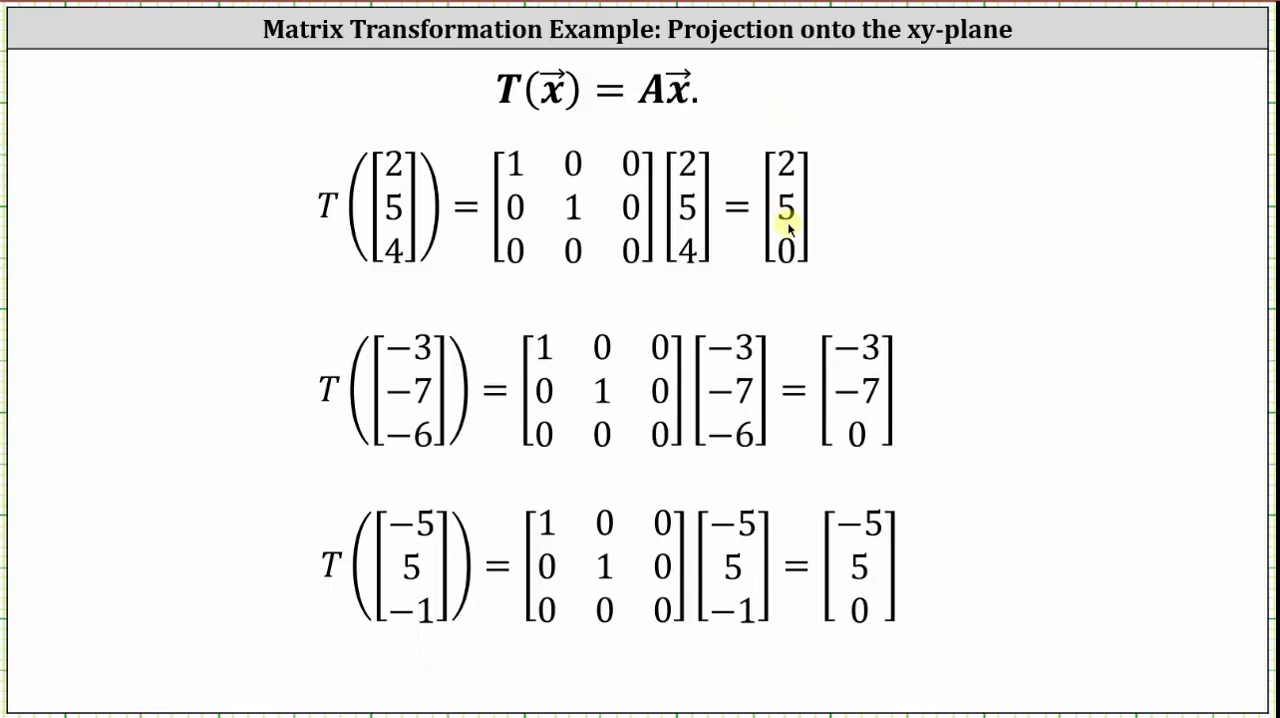 Matrix Transformation Example: Projection onto the xy-plane
T(x⃗) = Ax⃗.
T([2 5 4]) = [1 0 0; 0 1 0; 0 0 0] [2 5 4] = [2 5 0]
T([−3 −7 −6]) = [1 0 0; 0 1 0; 0 0 0] [−3 −7 −6] = [−3 −7 0]
T([−5 5 −1]) = [1 0 0; 0 1 0; 0 0 0] [−5 5 −1] = [−5 5 0]